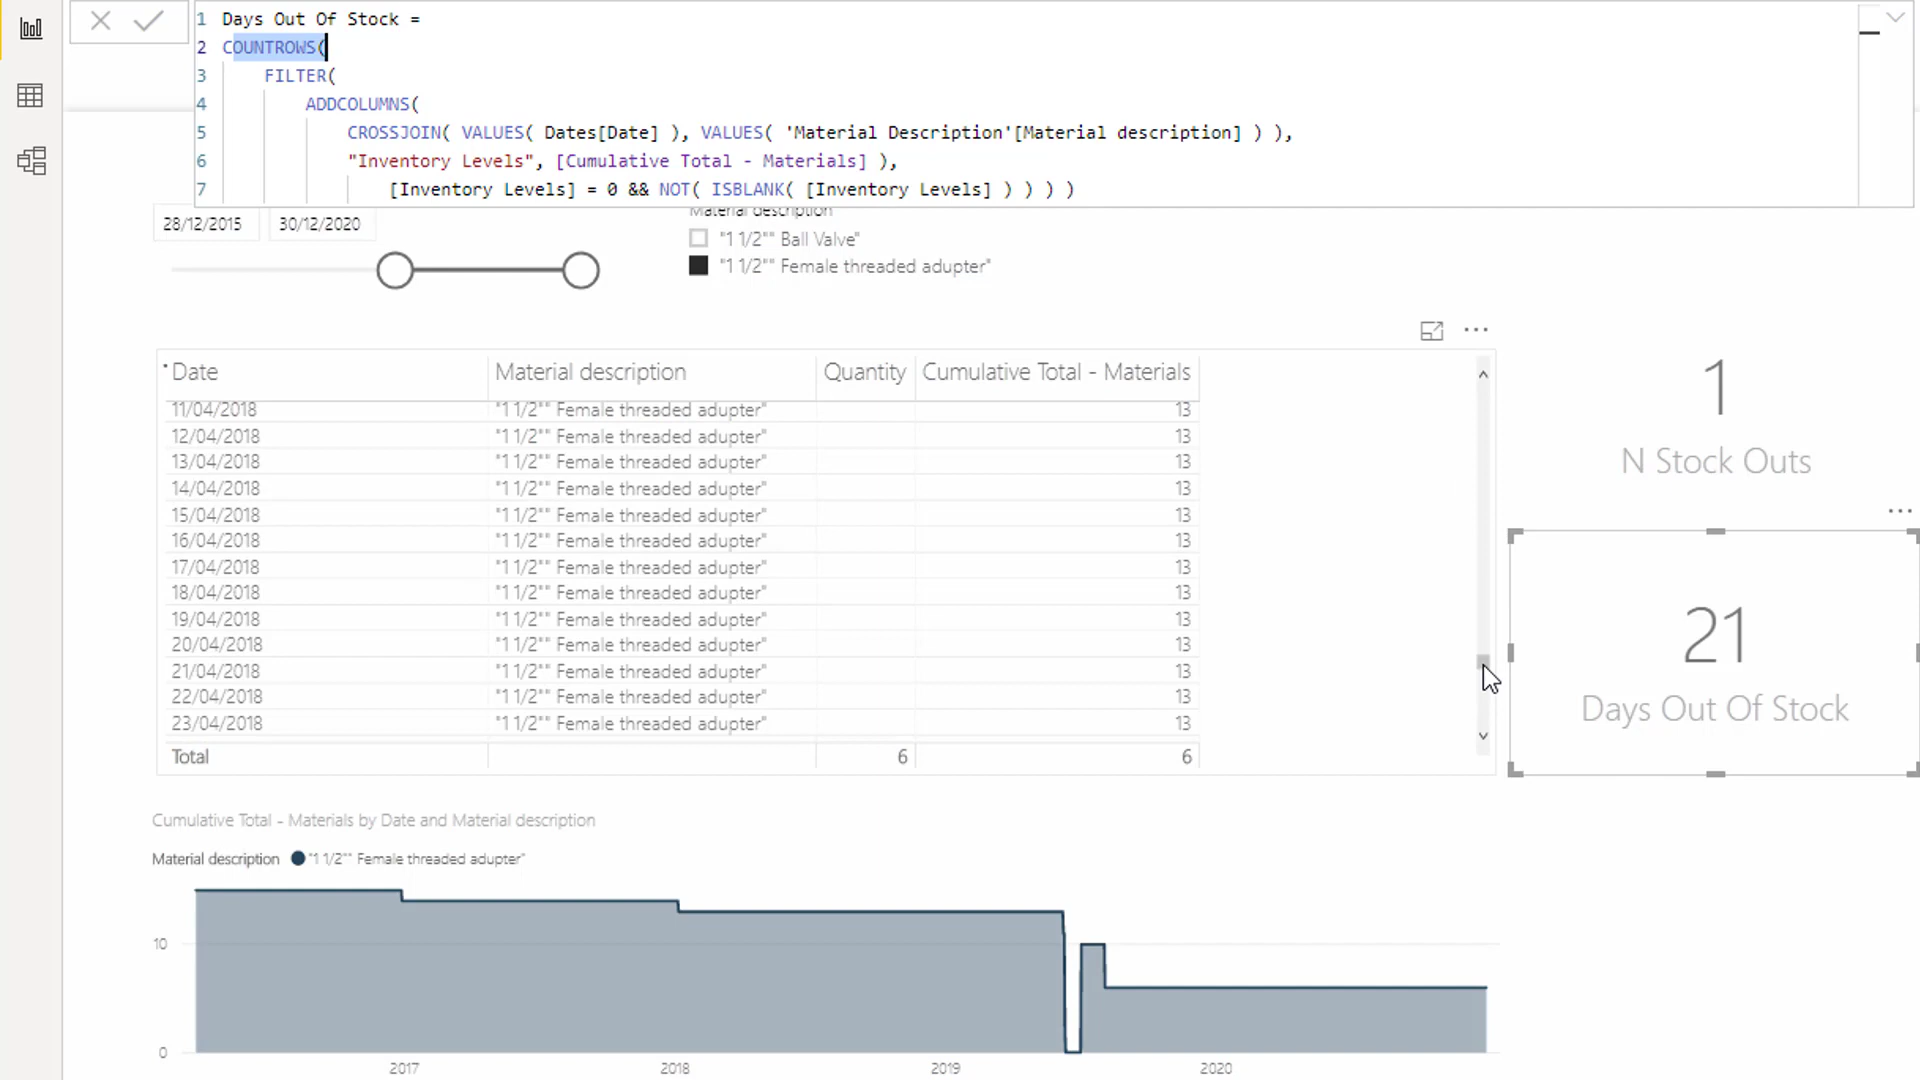 1 Days Out Of Stock =
2 COUNTROWS(
3 FILTER(
4 ADDCOLUMNS(
5 CROSSJOIN( VALUES( Dates[Date] ), VALUES( 'Material Description'[Material description] ) ),
6 "Inventory Levels", [Cumulative Total - Materials] ),
7 [Inventory Levels] = 0 && NOT( ISBLANK( [Inventory Levels] ) ) ) )
28/12/2015 30/12/2020
Material description
"1 1/2"" Ball Valve"
"1 1/2"" Female threaded adupter"
Date Material description Quantity Cumulative Total - Materials
11/04/2018 "1 1/2"" Female threaded adupter" 13
12/04/2018 "1 1/2"" Female threaded adupter" 13
13/04/2018 "1 1/2"" Female threaded adupter" 13
14/04/2018 "1 1/2"" Female threaded adupter" 13
15/04/2018 "1 1/2"" Female threaded adupter" 13
16/04/2018 "1 1/2"" Female threaded adupter" 13
17/04/2018 "1 1/2"" Female threaded adupter" 13
18/04/2018 "1 1/2"" Female threaded adupter" 13
19/04/2018 "1 1/2"" Female threaded adupter" 13
20/04/2018 "1 1/2"" Female threaded adupter" 13
21/04/2018 "1 1/2"" Female threaded adupter" 13
22/04/2018 "1 1/2"" Female threaded adupter" 13
23/04/2018 "1 1/2"" Female threaded adupter" 13
Total 6 6
1
N Stock Outs
21
Days Out Of Stock
Cumulative Total - Materials by Date and Material description
Material description "1 1/2"" Female threaded adupter"
10
0
2017 2018 2019 2020